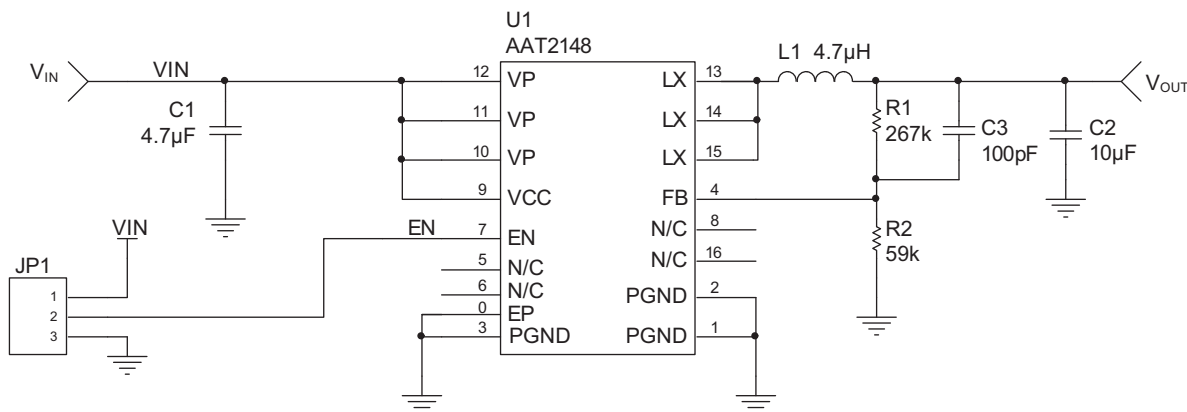 U1
AAT2148
V_IN
VIN
C1
4.7µF
12 VP
11 VP
10 VP
9 VCC
EN 7 EN
5 N/C
6 N/C
0 EP
3 PGND
LX 13
LX 14
LX 15
FB 4
N/C 8
N/C 16
PGND 2
PGND 1
L1 4.7µH
R1
267k
C3
100pF
C2
10µF
V_OUT
R2
59k
VIN
JP1
1
2
3